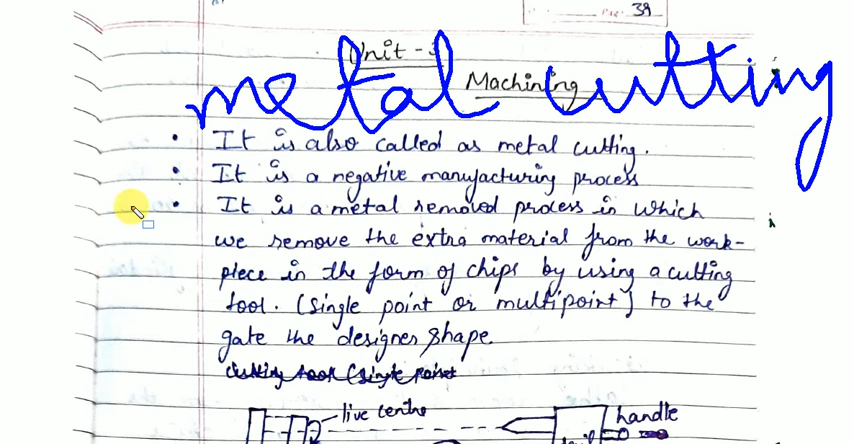 Pag. 39
Unit - 3
Machining
metal cutting
• It is also called as metal cutting.
• It is a negative manufacturing process
• It is a metal removed process in which
we remove the extra material from the work-
piece in the form of chips by using a cutting
tool. (single point or multipoint) to the
gate the designer shape.
cutting tool (single point
live centre
handle